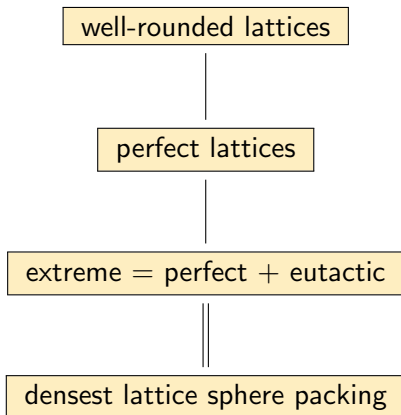 well-rounded lattices
perfect lattices
extreme = perfect + eutactic
densest lattice sphere packing